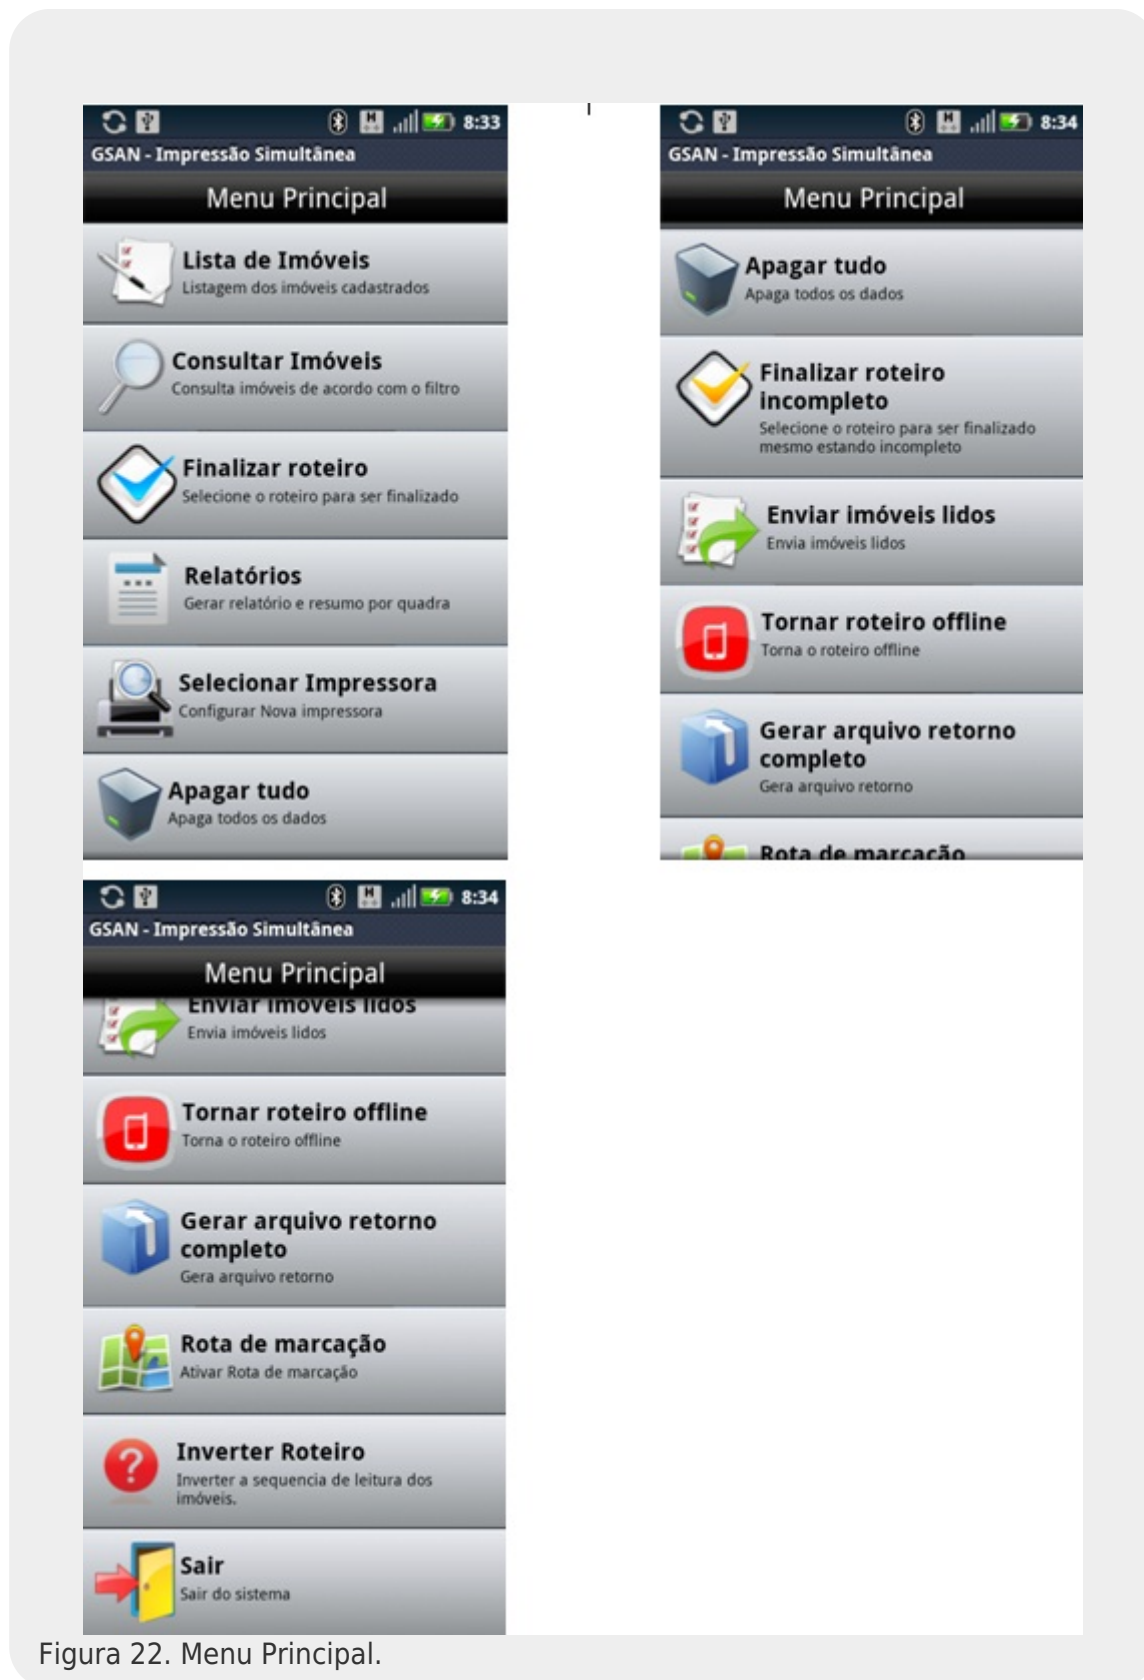 8:33
GSAN - Impressão Simultânea
Menu Principal
Lista de Imóveis
Listagem dos imóveis cadastrados
Consultar Imóveis
Consulta imóveis de acordo com o filtro
Finalizar roteiro
Selecione o roteiro para ser finalizado
Relatórios
Gerar relatório e resumo por quadra
Selecionar Impressora
Configurar Nova impressora
Apagar tudo
Apaga todos os dados
8:34
GSAN - Impressão Simultânea
Menu Principal
Apagar tudo
Apaga todos os dados
Finalizar roteiro
incompleto
Selecione o roteiro para ser finalizado
mesmo estando incompleto
Enviar imóveis lidos
Envia imóveis lidos
Tornar roteiro offline
Torna o roteiro offline
Gerar arquivo retorno
completo
Gera arquivo retorno
Rota de marcação
8:34
GSAN - Impressão Simultânea
Menu Principal
Enviar imóveis lidos
Envia imóveis lidos
Tornar roteiro offline
Torna o roteiro offline
Gerar arquivo retorno
completo
Gera arquivo retorno
Rota de marcação
Ativar Rota de marcação
Inverter Roteiro
Inverter a sequencia de leitura dos
imóveis.
Sair
Sair do sistema
Figura 22. Menu Principal.